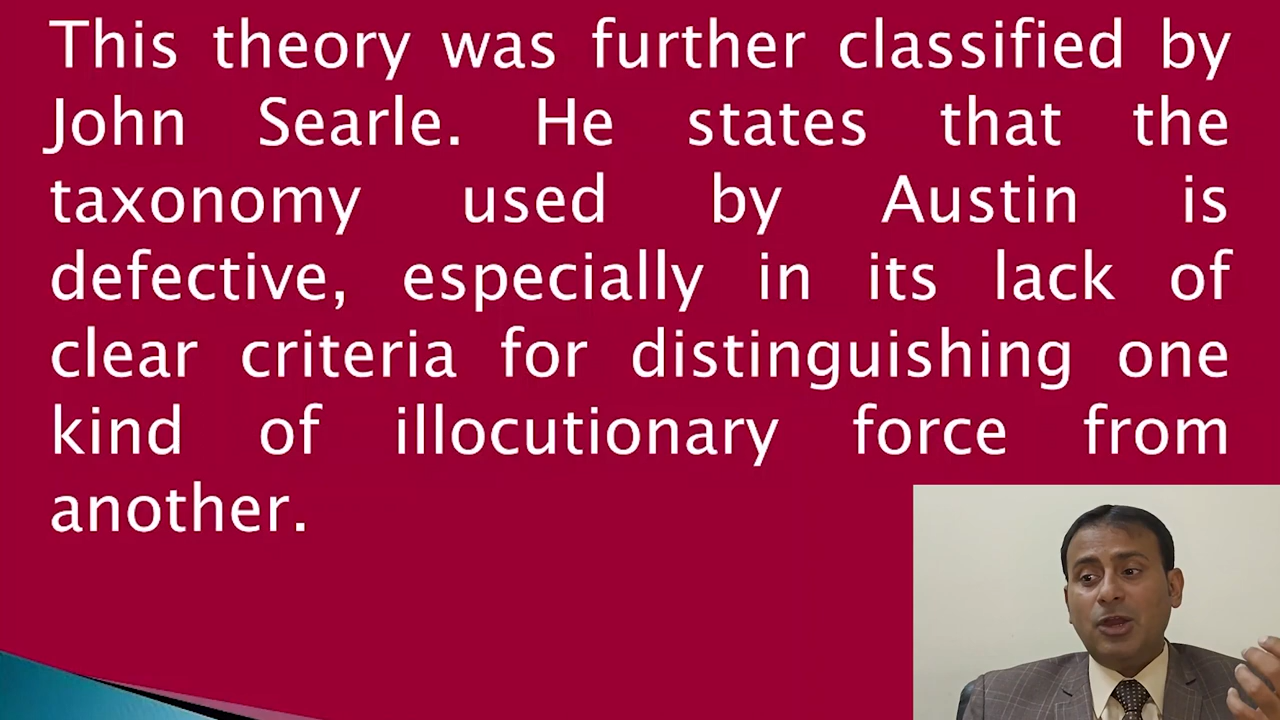 This theory was further classified by
John Searle. He states that the
taxonomy used by Austin is
defective, especially in its lack of
clear criteria for distinguishing one
kind of illocutionary force from
another.